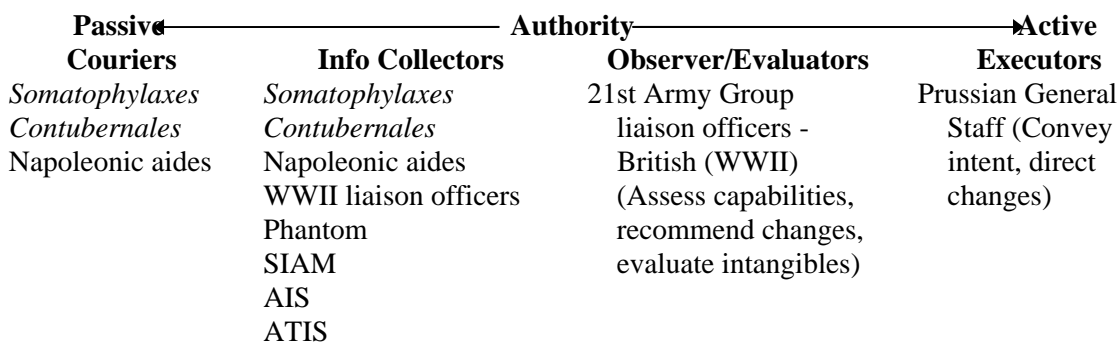 Passive Authority Active
Couriers Info Collectors Observer/Evaluators Executors
Somatophylaxes Somatophylaxes 21st Army Group Prussian General
Contubernales Contubernales liaison officers - Staff (Convey
Napoleonic aides Napoleonic aides British (WWII) intent, direct
WWII liaison officers (Assess capabilities, changes)
Phantom recommend changes,
SIAM evaluate intangibles)
AIS
ATIS